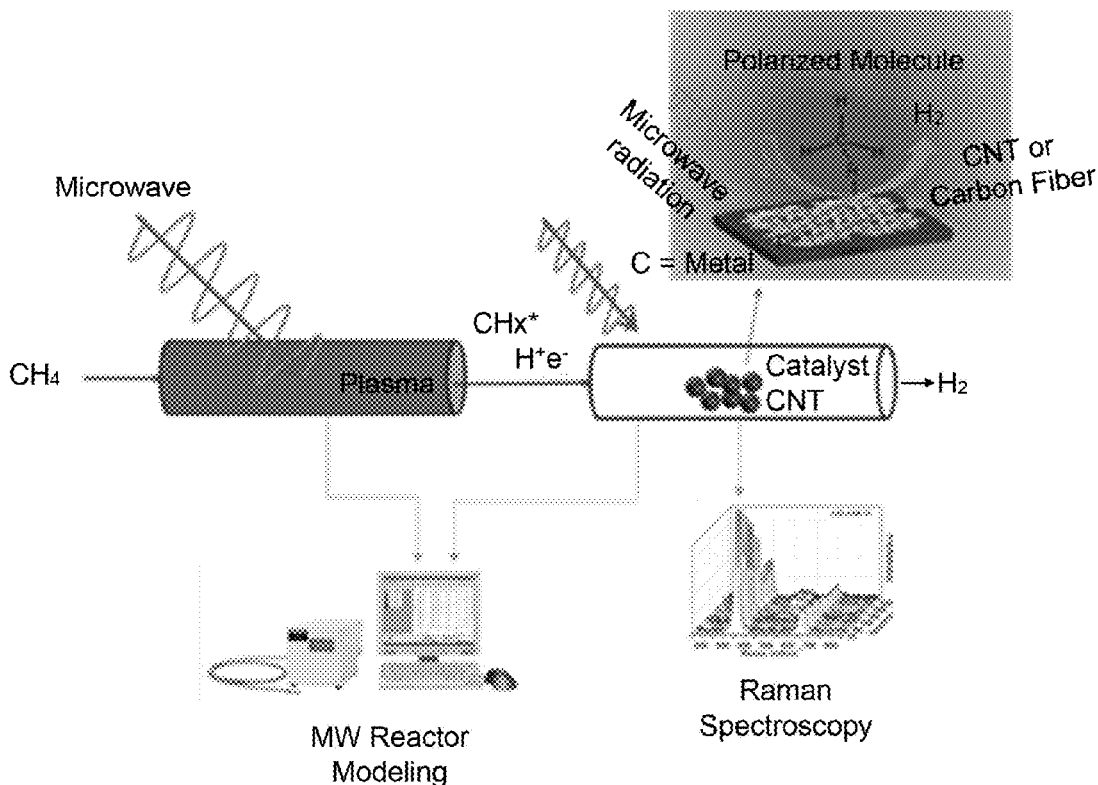 Polarized Molecule
H₂
Microwave
radiation
CNT or
Carbon Fiber
C = Metal
Microwave
CHx*
H⁺e⁻
CH₄
Plasma
Catalyst
CNT
H₂
MW Reactor
Modeling
Raman
Spectroscopy